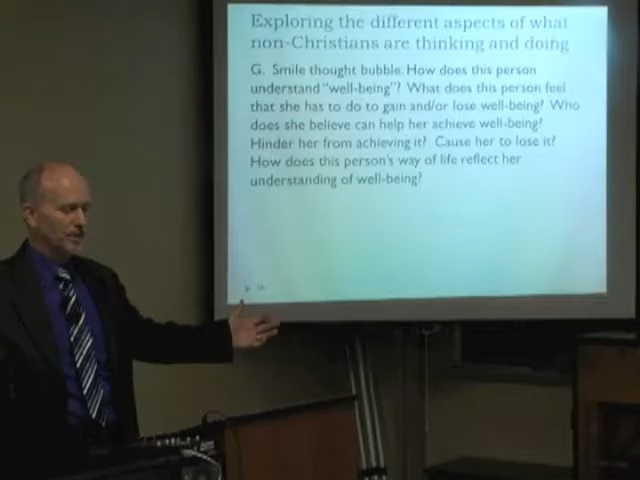 Exploring the different aspects of what
non-Christians are thinking and doing
G. Smile thought bubble: How does this person
understand "well-being"? What does this person feel
that she has to do to gain and/or lose well-being? Who
does she believe can help her achieve well-being?
Hinder her from achieving it? Cause her to lose it?
How does this person's way of life reflect her
understanding of well-being?